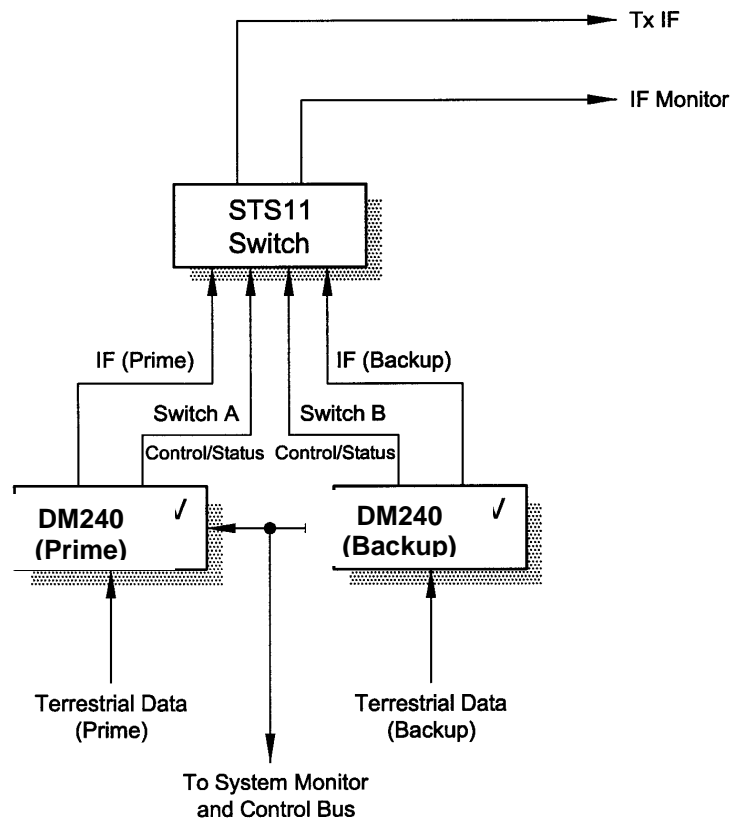 Tx IF
IF Monitor
STS11
Switch
IF (Prime)
IF (Backup)
Switch A
Switch B
Control/Status
Control/Status
DM240
(Prime)
DM240
(Backup)
Terrestrial Data
(Prime)
Terrestrial Data
(Backup)
To System Monitor
and Control Bus